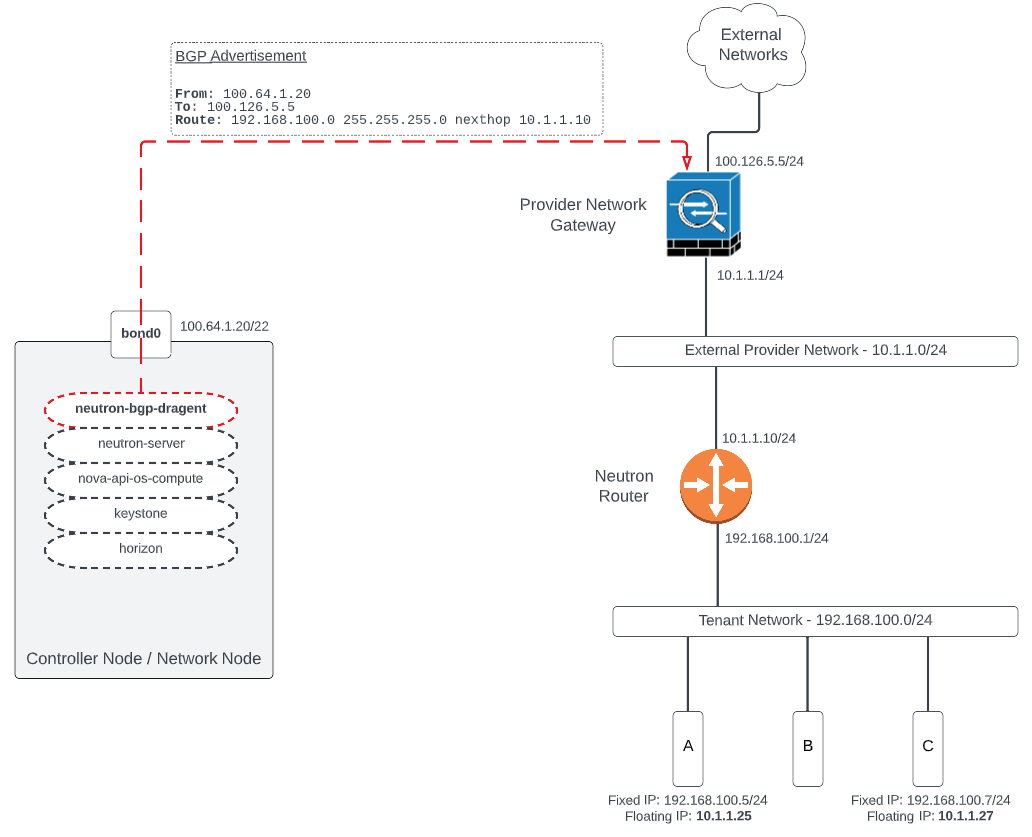 External
Networks
BGP Advertisement
From: 100.64.1.20
To: 100.126.5.5
Route: 192.168.100.0 255.255.255.0 nexthop 10.1.1.10
100.126.5.5/24
Provider Network
Gateway
10.1.1.1/24
bond0
100.64.1.20/22
External Provider Network - 10.1.1.0/24
neutron-bgp-dragent
neutron-server
nova-api-os-compute
keystone
horizon
Controller Node / Network Node
10.1.1.10/24
Neutron
Router
192.168.100.1/24
Tenant Network - 192.168.100.0/24
A
B
C
Fixed IP: 192.168.100.5/24
Floating IP: 10.1.1.25
Fixed IP: 192.168.100.7/24
Floating IP: 10.1.1.27